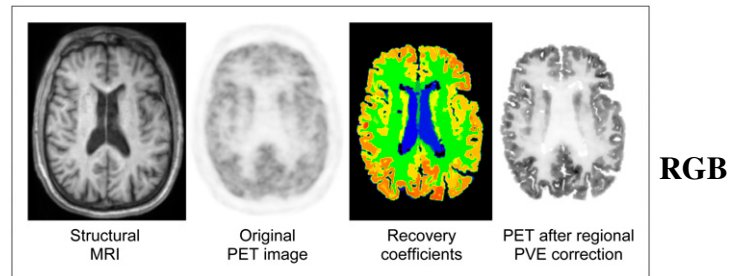 RGB
Structural Original Recovery PET after regional
MRI PET image coefficients PVE correction